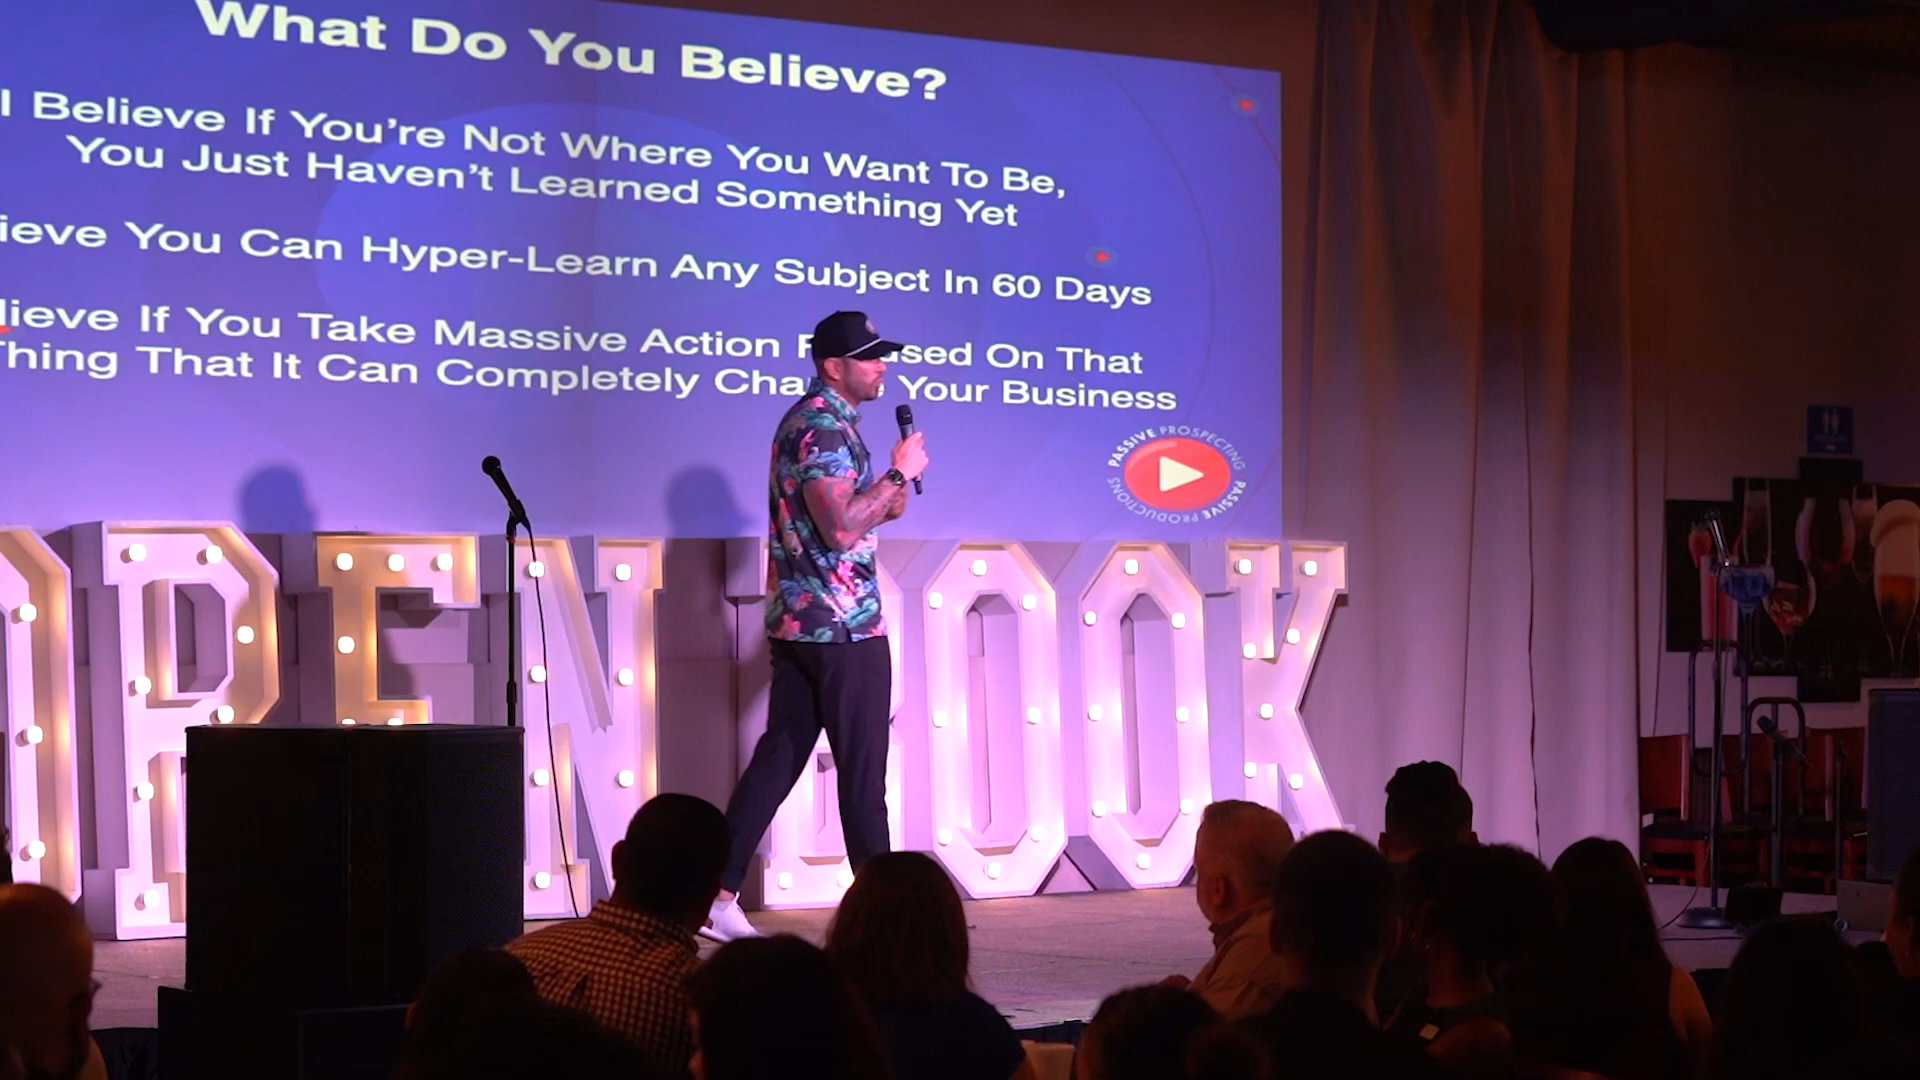 What Do You Believe?
I Believe If You're Not Where You Want To Be,
You Just Haven't Learned Something Yet
ieve You Can Hyper-Learn Any Subject In 60 Days
lieve If You Take Massive Action F used On That
Thing That It Can Completely Cha e Your Business
PASSIVE PROSPECTING
PASSIVE PRODUCTIONS
OPEN BOOK